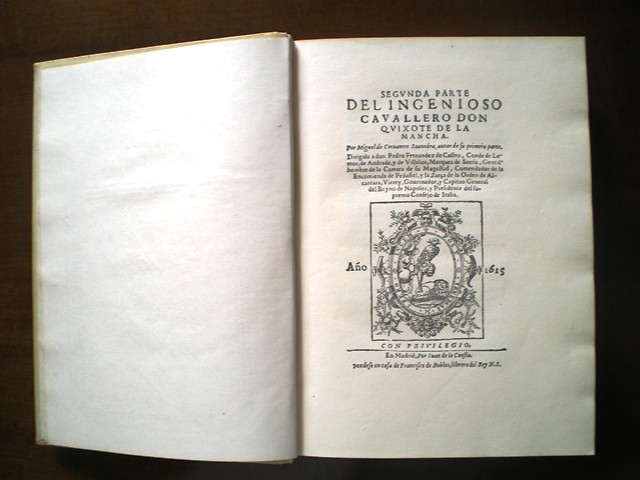 SEGVNDA PARTE
DEL INGENIOSO
CAVALLERO DON
QVIXOTE DE LA
MANCHA.
Por Miguel de Ceruantes Saauedra, autor de su primera parte.
Dirigida a don Pedro Fernandez de Castro, Conde de Le-
mos, de Andrade, y de Villalua, Marques de Sarria, Gentil-
hombre de la Camara de su Magestad, Comendador de la
Encomienda de Peñafiel, y la Zarça de la Orden de Al-
cantara, Virrey, Gouernador, y Capitan General
del Reyno de Napoles, y Presidente del su-
premo Consejo de Italia.
Año 1615
CON PRIVILEGIO.
En Madrid, Por Iuan de la Cuesta.
Vendese en casa de Francisco de Robles, librero del Rey N.S.